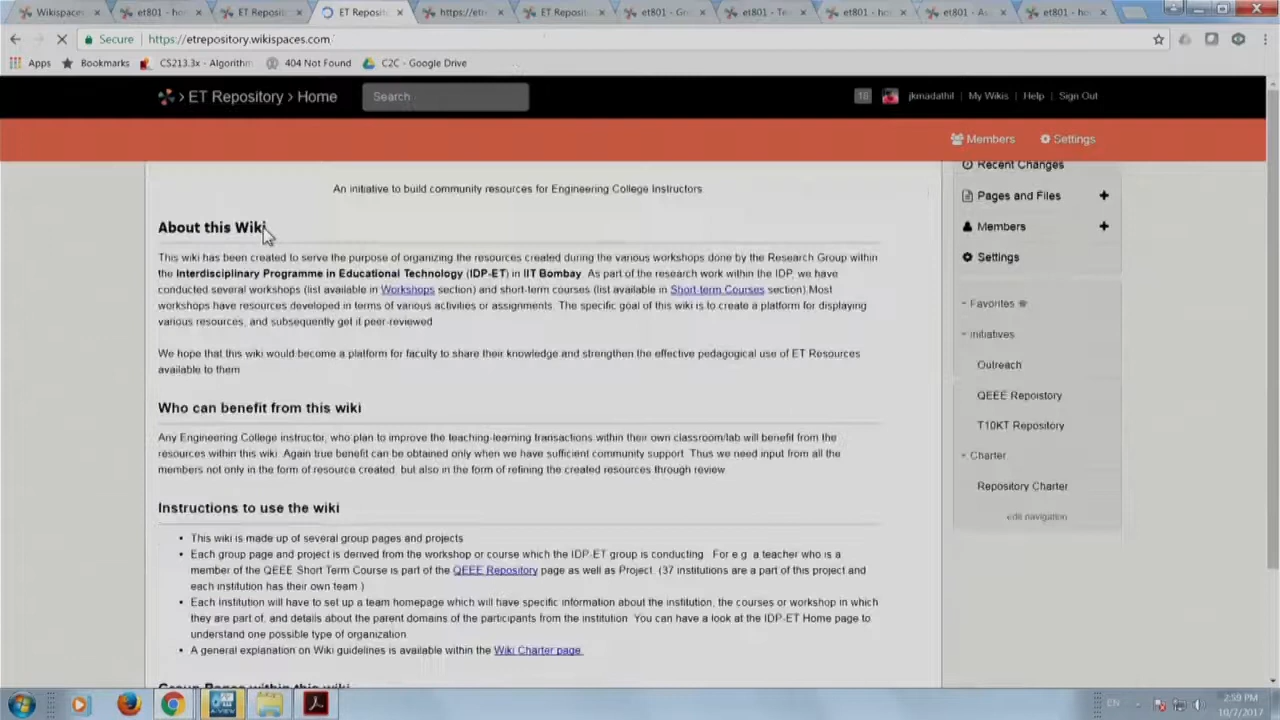 Wikispaces
et801 - ho
ET Reposit
ET Reposit
https://etre
ET Reposit
et801 - Gr
et801 - Te
et801 - ho
et801 - A
et801 - ho
Secure
https://etrepository.wikispaces.com
Apps
Bookmarks
CS213.3x - Algorithm
404 Not Found
C2C - Google Drive
ET Repository › Home
Search
18
jkmadathil
My Wikis
Help
Sign Out
Members
Settings
An initiative to build community resources for Engineering College Instructors
About this Wiki
This wiki has been created to serve the purpose of organizing the resources created during the various workshops done by the Research Group within
the Interdisciplinary Programme in Educational Technology (IDP-ET) in IIT Bombay. As part of the research work within the IDP, we have
conducted several workshops (list available in Workshops section) and short-term courses (list available in Short-term Courses section).Most
workshops have resources developed in terms of various activities or assignments. The specific goal of this wiki is to create a platform for displaying
various resources, and subsequently get it peer-reviewed
We hope that this wiki would become a platform for faculty to share their knowledge and strengthen the effective pedagogical use of ET Resources
available to them
Who can benefit from this wiki
Any Engineering College instructor, who plan to improve the teaching-learning transactions within their own classroom/lab will benefit from the
resources within this wiki. Again true benefit can be obtained only when we have sufficient community support. Thus we need input from all the
members not only in the form of resource created, but also in the form of refining the created resources through review
Instructions to use the wiki
• This wiki is made up of several group pages and projects
• Each group page and project is derived from the workshop or course which the IDP-ET group is conducting. For e.g. a teacher who is a
member of the QEEE Short Term Course is part of the QEEE Repository page as well as Project. (37 institutions are a part of this project and
each institution has their own team.)
• Each Institution will have to set up a team homepage which will have specific information about the institution, the courses or workshop in which
they are part of, and details about the parent domains of the participants from the institution. You can have a look at the IDP-ET Home page to
understand one possible type of organization
• A general explanation on Wiki guidelines is available within the Wiki Charter page.
Group Pages within this wiki
Recent Changes
Pages and Files
Members
Settings
Favorites
Initiatives
Outreach
QEEE Repoistory
T10KT Repository
Charter
Repository Charter
edit navigation
EN
2:59 PM
10/7/2017